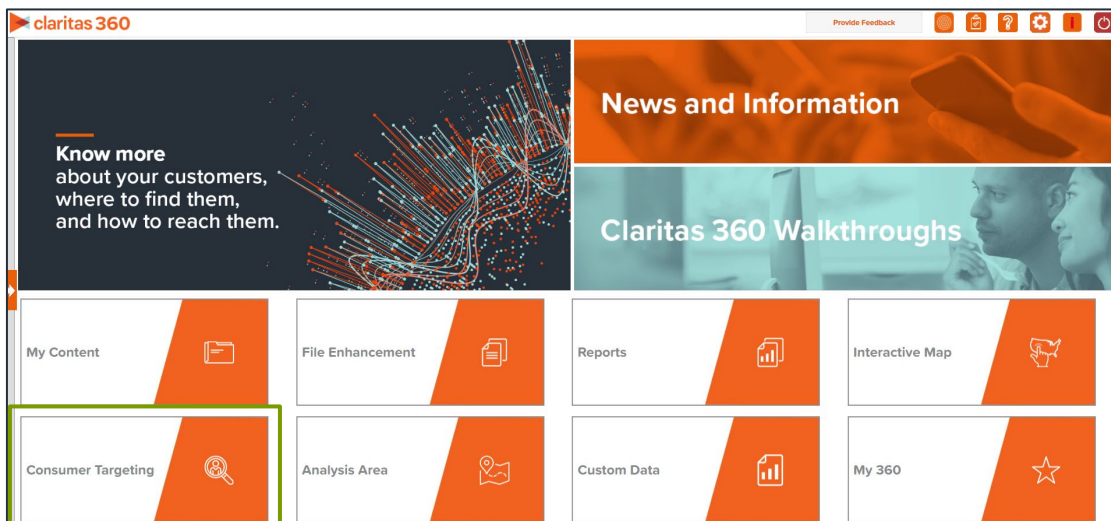 claritas 360
Provide Feedback
Know more
about your customers,
where to find them,
and how to reach them.
News and Information
Claritas 360 Walkthroughs
My Content
File Enhancement
Reports
Interactive Map
Consumer Targeting
Analysis Area
Custom Data
My 360